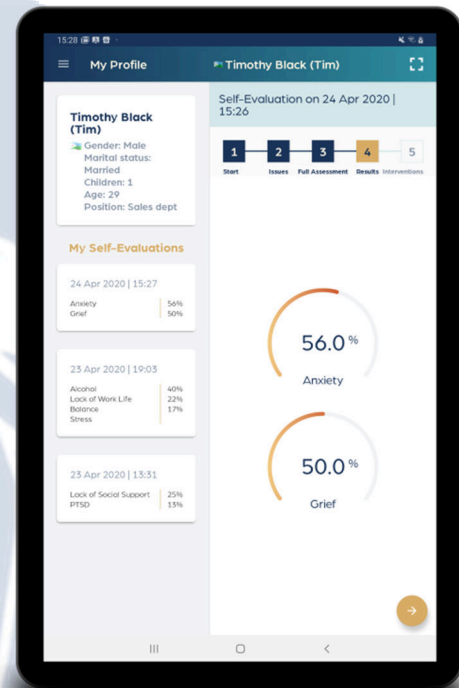 15:28
My Profile
Timothy Black (Tim)
Timothy Black
(Tim)
Gender: Male
Marital status:
Married
Children: 1
Age: 29
Position: Sales dept
My Self-Evaluations
24 Apr 2020 | 15:27
Anxiety 56%
Grief 50%
23 Apr 2020 | 19:03
Alcohol 40%
Lack of Work Life 22%
Balance 17%
Stress
23 Apr 2020 | 13:31
Lack of Social Support 25%
PTSD 13%
Self-Evaluation on 24 Apr 2020 |
15:26
1 2 3 4 5
Start Issues Full Assessment Results Interventions
56.0 %
Anxiety
50.0 %
Grief